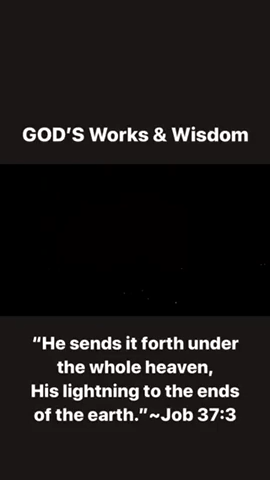 GOD’S Works & Wisdom
“He sends it forth under
the whole heaven,
His lightning to the ends
of the earth.”~Job 37:3